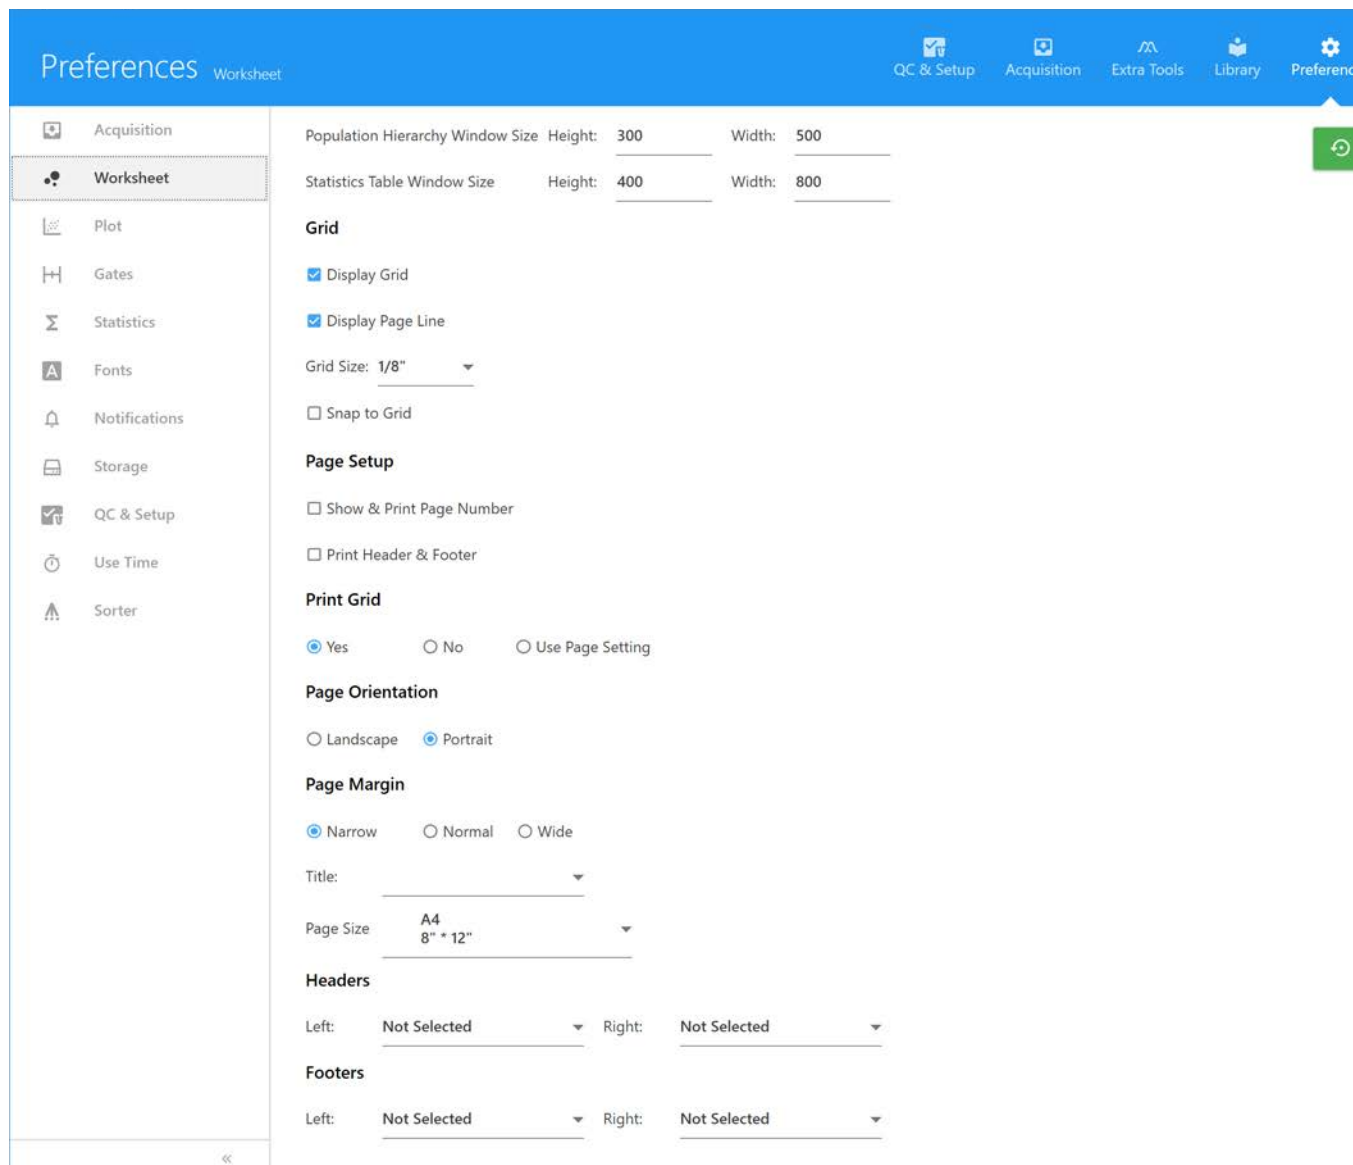 Preferences Worksheet
QC & Setup Acquisition Extra Tools Library Preferenc
Acquisition
Worksheet
Plot
Gates
Statistics
Fonts
Notifications
Storage
QC & Setup
Use Time
Sorter
«
Population Hierarchy Window Size Height: 300 Width: 500
Statistics Table Window Size Height: 400 Width: 800
Grid
Display Grid
Display Page Line
Grid Size: 1/8"
Snap to Grid
Page Setup
Show & Print Page Number
Print Header & Footer
Print Grid
Yes No Use Page Setting
Page Orientation
Landscape Portrait
Page Margin
Narrow Normal Wide
Title:
Page Size A4
8" * 12"
Headers
Left: Not Selected Right: Not Selected
Footers
Left: Not Selected Right: Not Selected